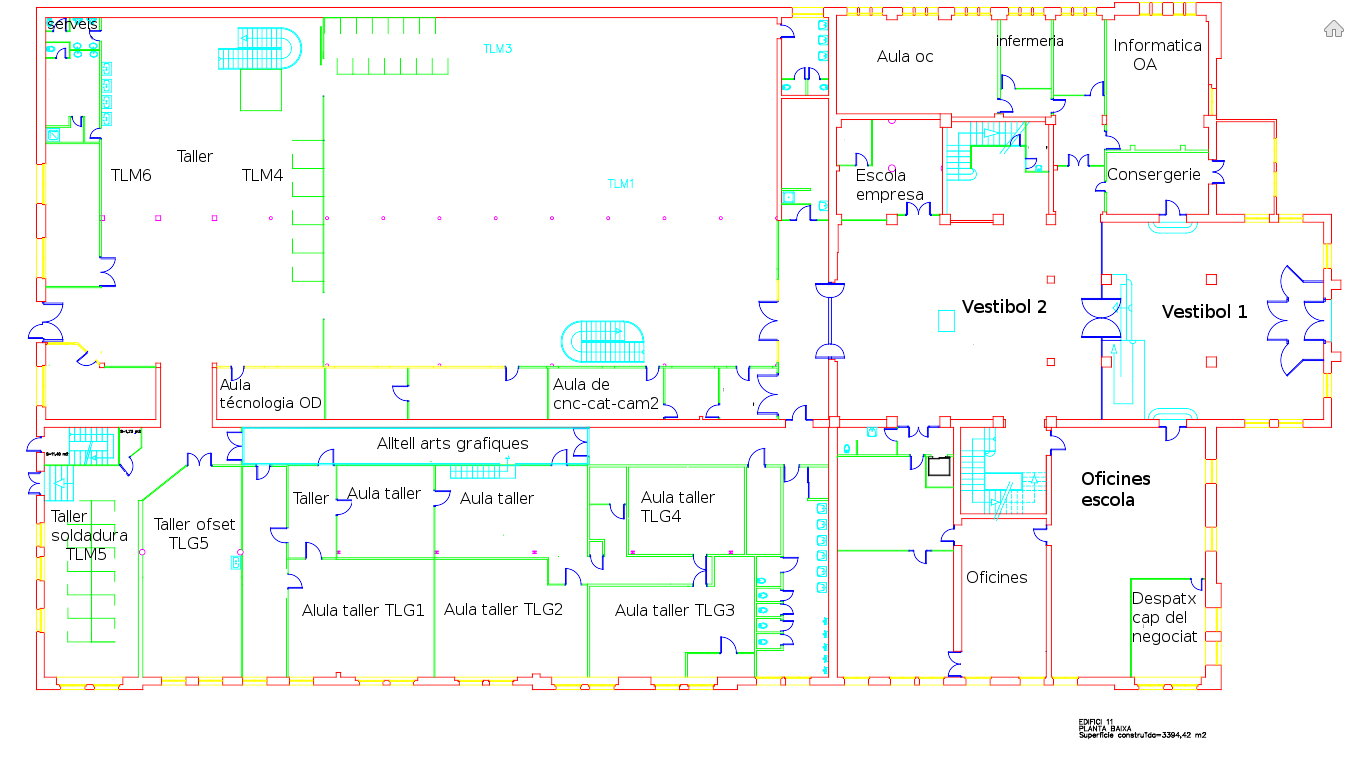 serveis
TLM3
Aula oc
infermeria
Informatica
OA
Taller
TLM6
TLM4
TLM1
Escola
empresa
Consergerie
Vestibol 2
Vestibol 1
Aula
técnologia OD
Aula de
cnc-cat-cam2
Alltell arts grafiques
Taller
soldadura
TLM5
Taller ofset
TLG5
Taller
Aula taller
Aula taller
Aula taller
TLG4
Oficines
escola
Alula taller TLG1
Aula taller TLG2
Aula taller TLG3
Oficines
Despatx
cap del
negociat
EDIFICI 11
PLANTA BAIXA
Superfície construïda=3394,42 m2